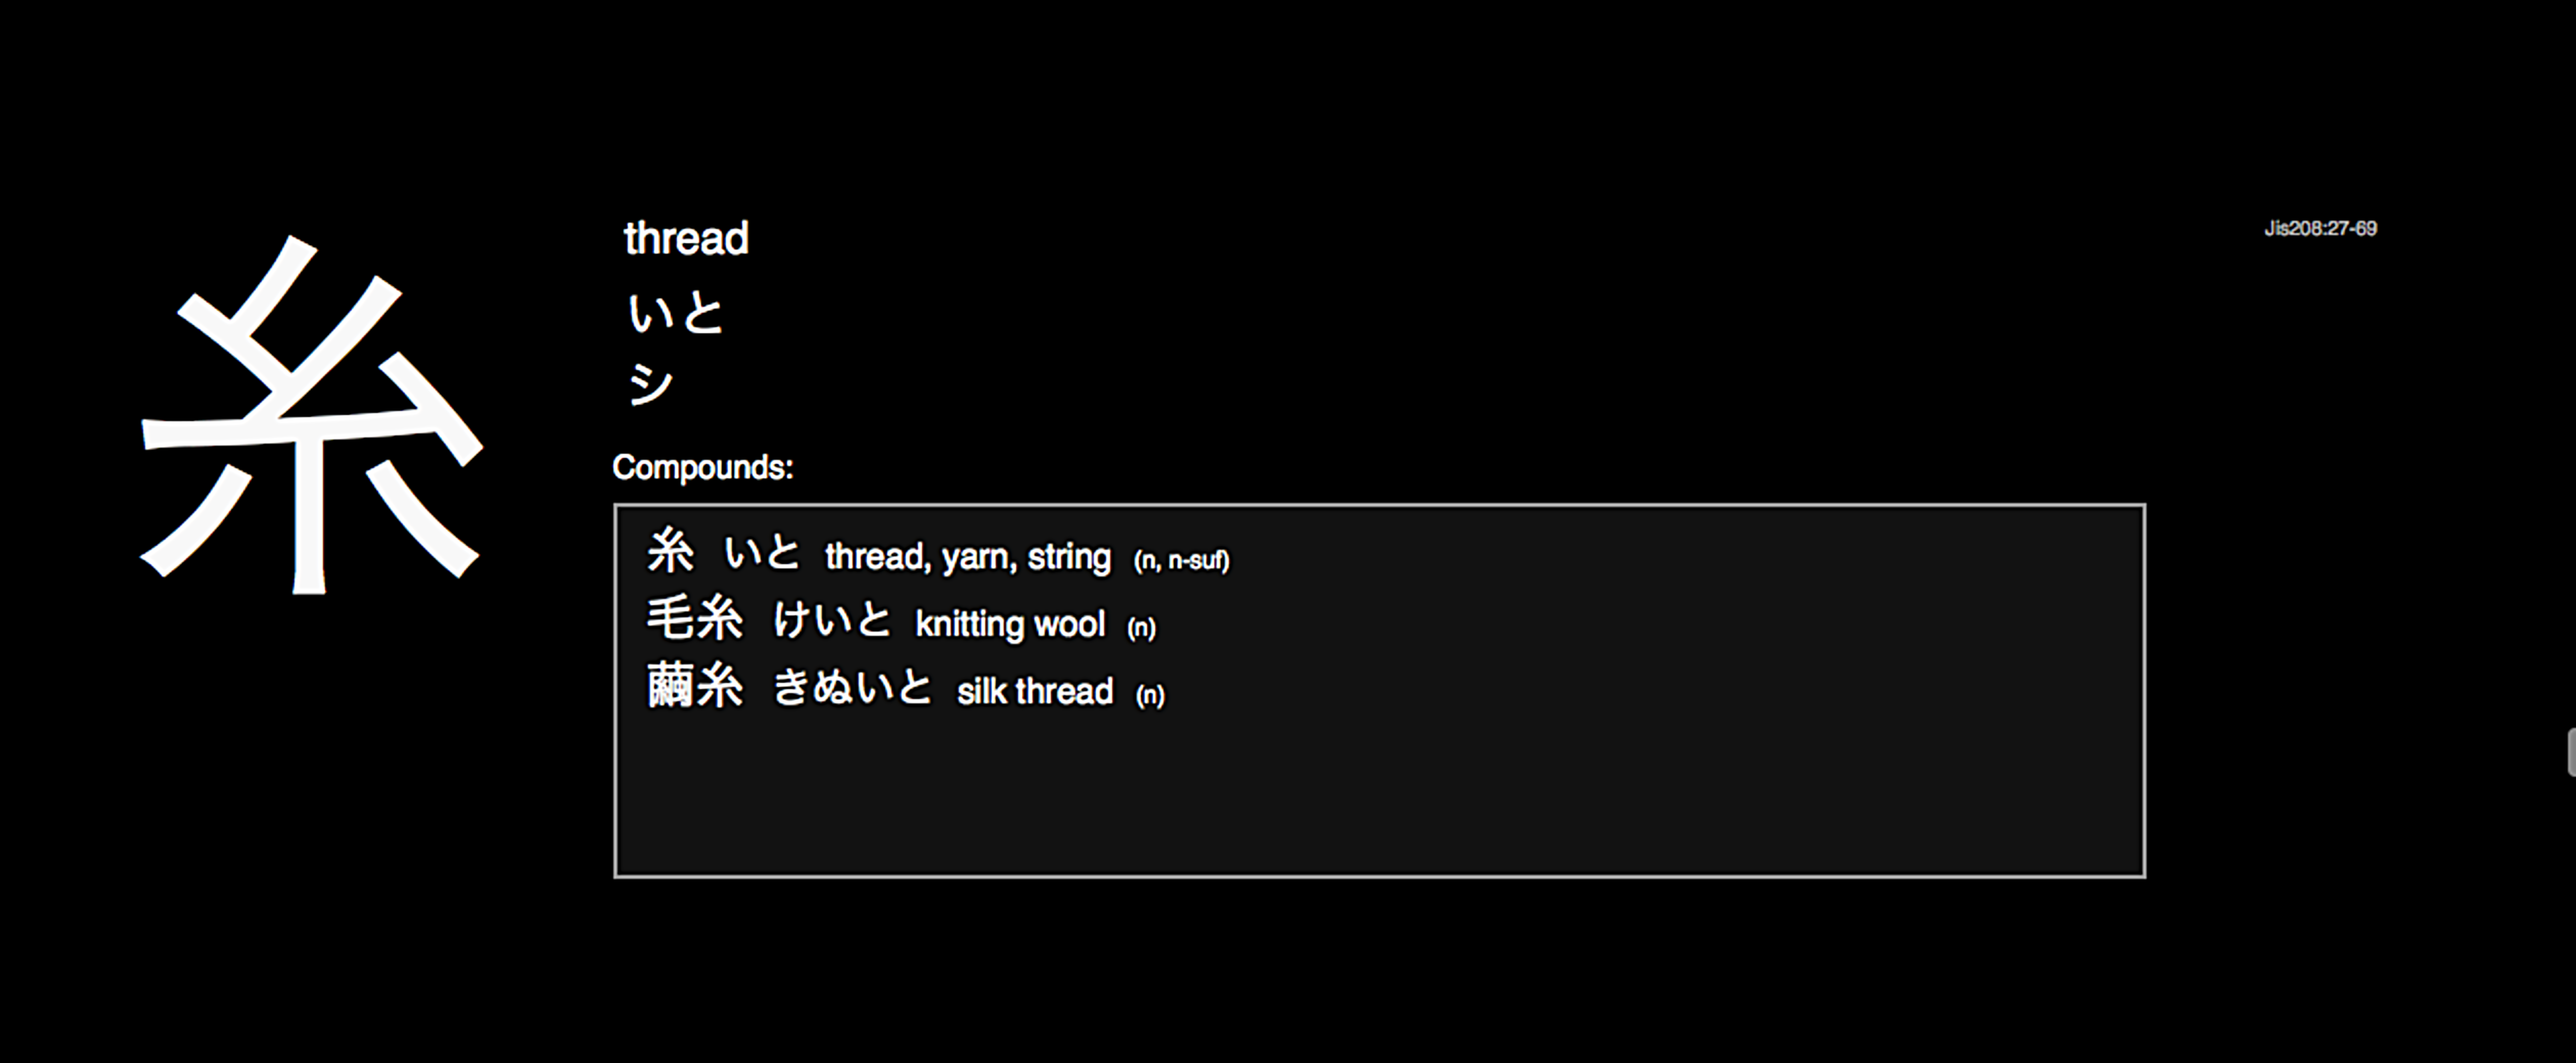 糸
thread
いと
シ
Jis208:27-69
Compounds:
糸 いと thread, yarn, string (n, n-suf)
毛糸 けいと knitting wool (n)
繭糸 きぬいと silk thread (n)